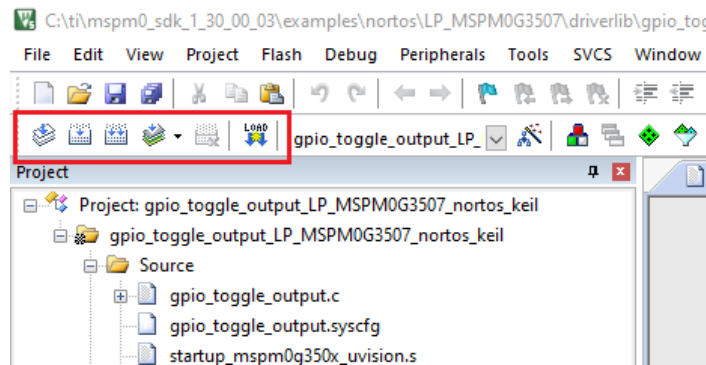 C:\ti\mspm0_sdk_1_30_00_03\examples\nortos\LP_MSPM0G3507\driverlib\gpio_tog
File Edit View Project Flash Debug Peripherals Tools SVCS Window
LOAD gpio_toggle_output_LP_
Project
Project: gpio_toggle_output_LP_MSPM0G3507_nortos_keil
gpio_toggle_output_LP_MSPM0G3507_nortos_keil
Source
gpio_toggle_output.c
gpio_toggle_output.syscfg
startup_mspm0g350x_uvision.s